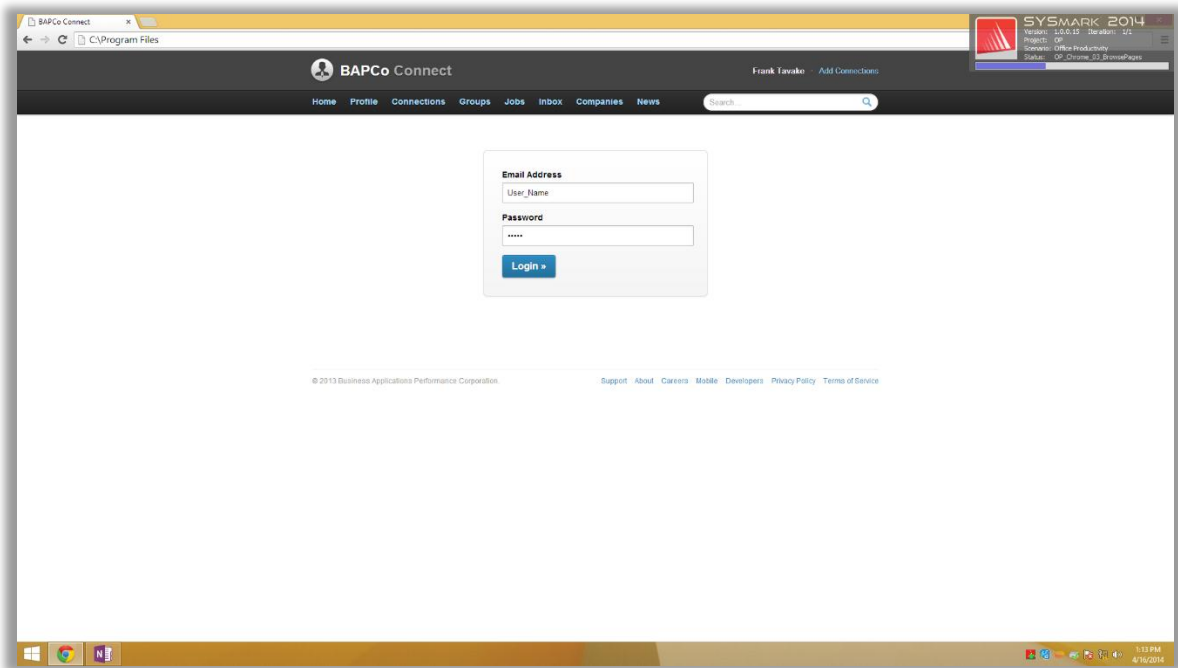 BAPCo Connect
C:\Program Files
SYSMARK 2014
Version: 1.0.0.15 Iteration: 1/1
Project: OP
Scenario: Office Productivity
Status: OP_Chrome_03_BrowsePages
BAPCo Connect
Frank Tavako Add Connections
Home Profile Connections Groups Jobs Inbox Companies News
Search...
Email Address
User_Name
Password
•••••
Login »
© 2013 Business Applications Performance Corporation.
Support About Careers Mobile Developers Privacy Policy Terms of Service
N
1:13 PM
4/16/2014